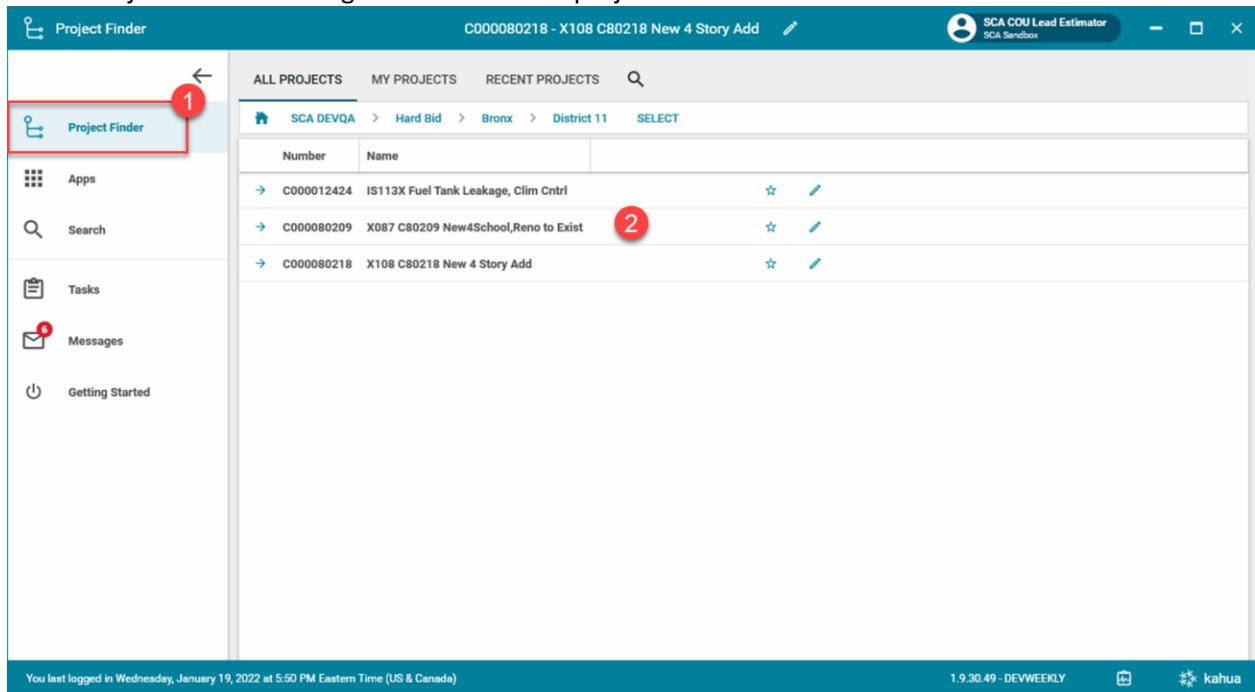 Project Finder C000080218 - X108 C80218 New 4 Story Add SCA COU Lead Estimator
SCA Sandbox
1
Project Finder
Apps
Search
Tasks
6
Messages
Getting Started
ALL PROJECTS MY PROJECTS RECENT PROJECTS
SCA DEVQA > Hard Bid > Bronx > District 11 SELECT
Number Name
C000012424 IS113X Fuel Tank Leakage, Clim Cntrl
C000080209 X087 C80209 New4School,Reno to Exist 2
C000080218 X108 C80218 New 4 Story Add
You last logged in Wednesday, January 19, 2022 at 5:50 PM Eastern Time (US & Canada) 1.9.30.49 - DEVWEEKLY kahua